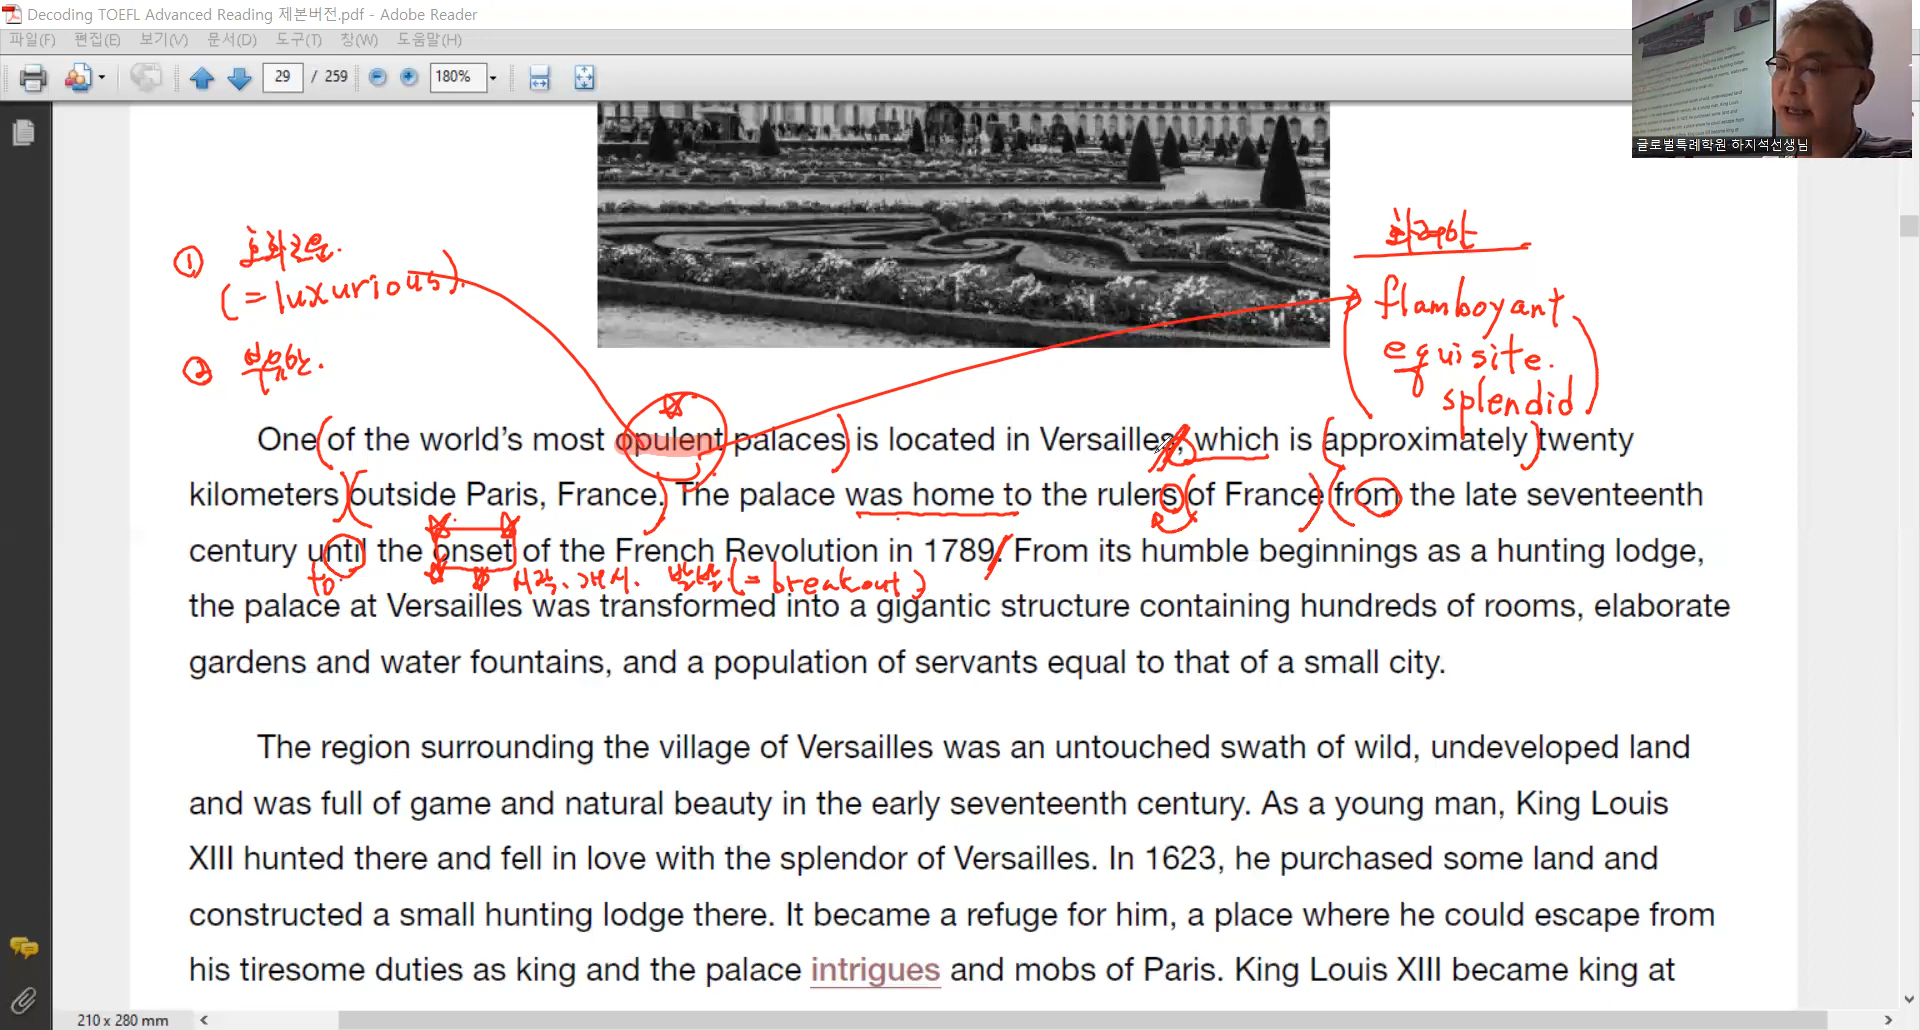 Decoding TOEFL Advanced Reading 제본버전.pdf - Adobe Reader
파일(F) 편집(E) 보기(V) 문서(D) 도구(T) 창(W) 도움말(H)
29 / 259 180%
글로벌특례학원 하지석선생님
① 호화로운.
(= luxurious).
② 부유한.
화려한
flamboyant
equisite.
splendid
One of the world's most opulent palaces is located in Versailles, which is approximately twenty
kilometers outside Paris, France. The palace was home to the rulers of France from the late seventeenth
century until the onset of the French Revolution in 1789. From its humble beginnings as a hunting lodge,
to. 시작, 개시. 발발. (= breakout)
the palace at Versailles was transformed into a gigantic structure containing hundreds of rooms, elaborate
gardens and water fountains, and a population of servants equal to that of a small city.
The region surrounding the village of Versailles was an untouched swath of wild, undeveloped land
and was full of game and natural beauty in the early seventeenth century. As a young man, King Louis
XIII hunted there and fell in love with the splendor of Versailles. In 1623, he purchased some land and
constructed a small hunting lodge there. It became a refuge for him, a place where he could escape from
his tiresome duties as king and the palace intrigues and mobs of Paris. King Louis XIII became king at
210 x 280 mm